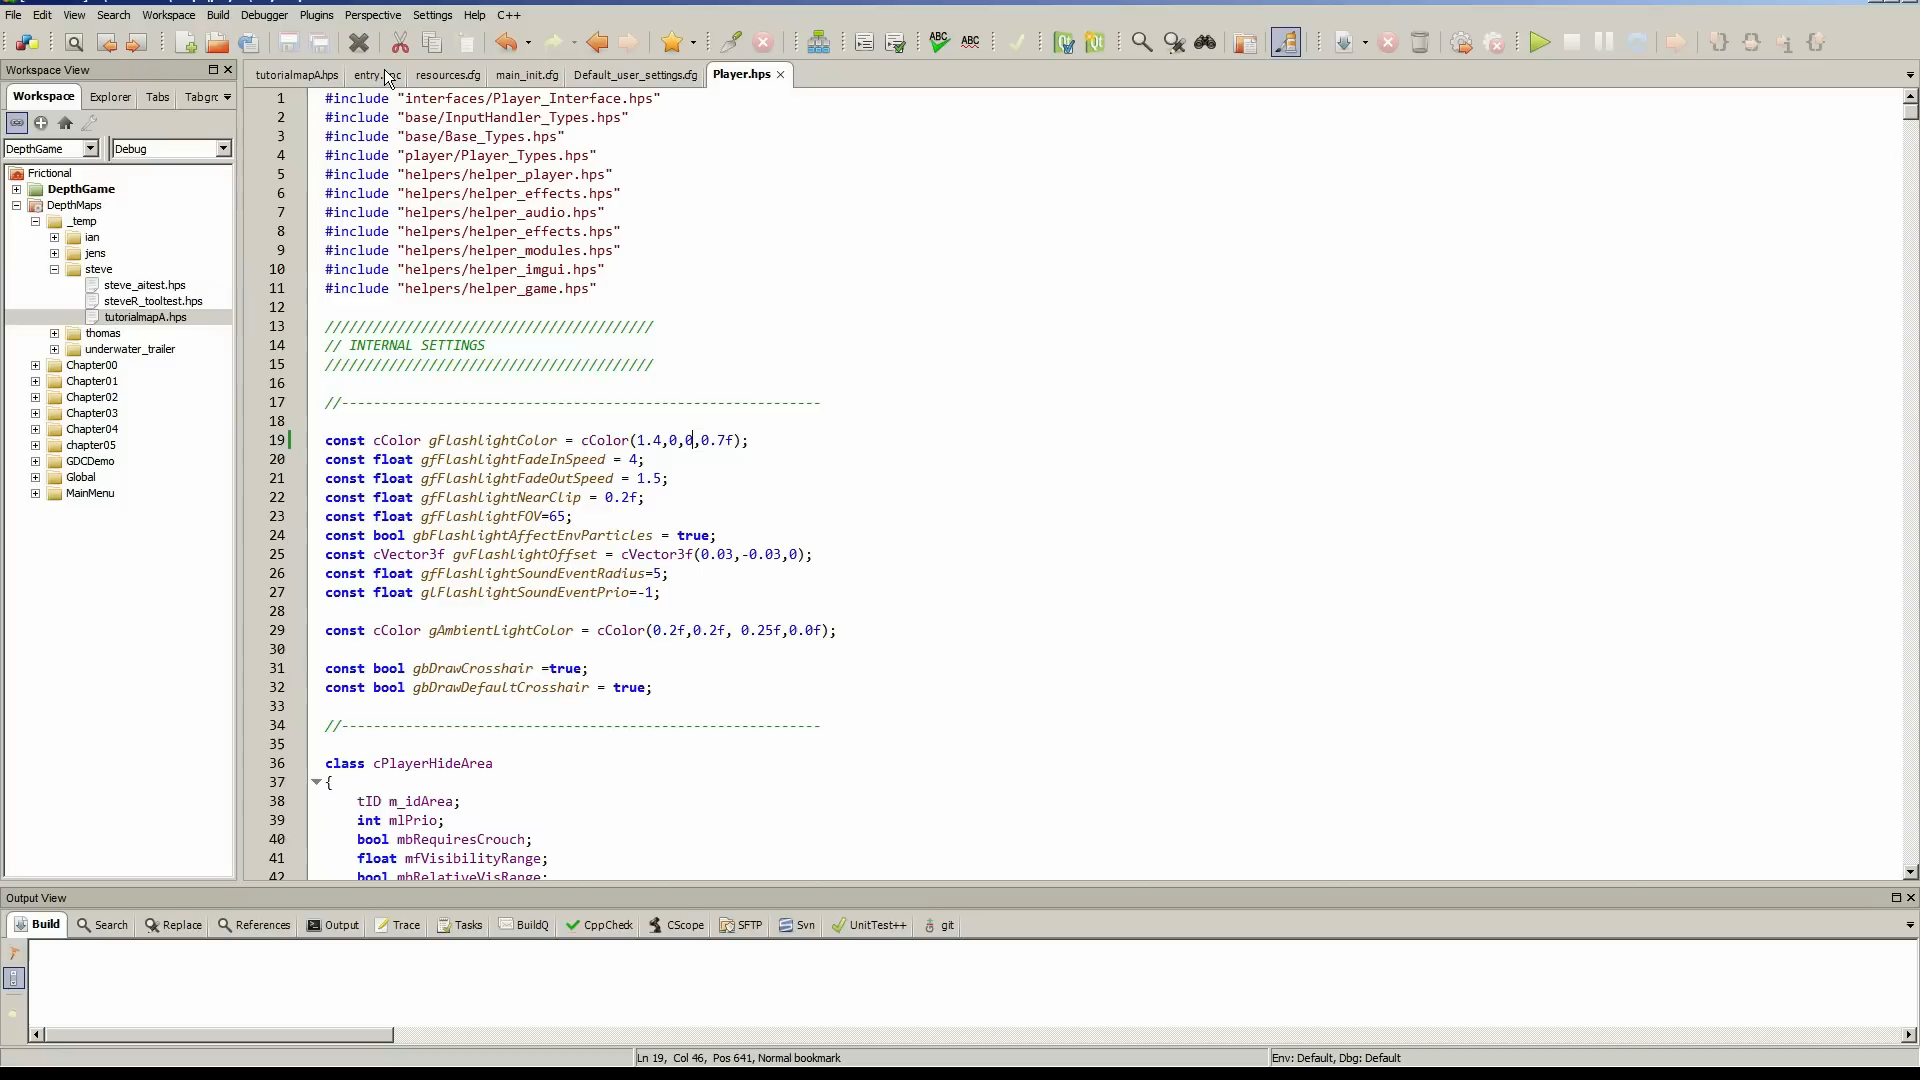 File Edit View Search Workspace Build Debugger Plugins Perspective Settings Help C++
Workspace View
tutorialmapA.hps resources.cfg main_init.cfg Default_user_settings.cfg Player.hps
Workspace Explorer Tabs Tabgro
DepthGame Debug
Frictional
DepthGame
DepthMaps
_temp
ian
jens
steve
steve_aitest.hps
steveR_tooltest.hps
tutorialmapA.hps
thomas
underwater_trailer
Chapter00
Chapter01
Chapter02
Chapter03
Chapter04
chapter05
GDCDemo
Global
MainMenu
1 #include "interfaces/Player_Interface.hps"
2 #include "base/InputHandler_Types.hps"
3 #include "base/Base_Types.hps"
4 #include "player/Player_Types.hps"
5 #include "helpers/helper_player.hps"
6 #include "helpers/helper_effects.hps"
7 #include "helpers/helper_audio.hps"
8 #include "helpers/helper_effects.hps"
9 #include "helpers/helper_modules.hps"
10 #include "helpers/helper_imgui.hps"
11 #include "helpers/helper_game.hps"
12
13 /////////////////////////////////////////
14 // INTERNAL SETTINGS
15 /////////////////////////////////////////
16
17 //-----------------------------------------------------------
18
19 const cColor gFlashlightColor = cColor(1.4,0,0,0.7f);
20 const float gfFlashlightFadeInSpeed = 4;
21 const float gfFlashlightFadeOutSpeed = 1.5;
22 const float gfFlashlightNearClip = 0.2f;
23 const float gfFlashlightFOV=65;
24 const bool gbFlashlightAffectEnvParticles = true;
25 const cVector3f gvFlashlightOffset = cVector3f(0.03,-0.03,0);
26 const float gfFlashlightSoundEventRadius=5;
27 const float glFlashlightSoundEventPrio=-1;
28
29 const cColor gAmbientLightColor = cColor(0.2f,0.2f, 0.25f,0.0f);
30
31 const bool gbDrawCrosshair =true;
32 const bool gbDrawDefaultCrosshair = true;
33
34 //-----------------------------------------------------------
35
36 class cPlayerHideArea
37 {
38 tID m_idArea;
39 int mlPrio;
40 bool mbRequiresCrouch;
41 float mfVisibilityRange;
42 bool mbRelativeVisRange;
Output View
Build Search Replace References Output Trace Tasks BuildQ CppCheck CScope SFTP Svn UnitTest++ git
Ln 19, Col 46, Pos 641, Normal bookmark Env: Default, Dbg: Default